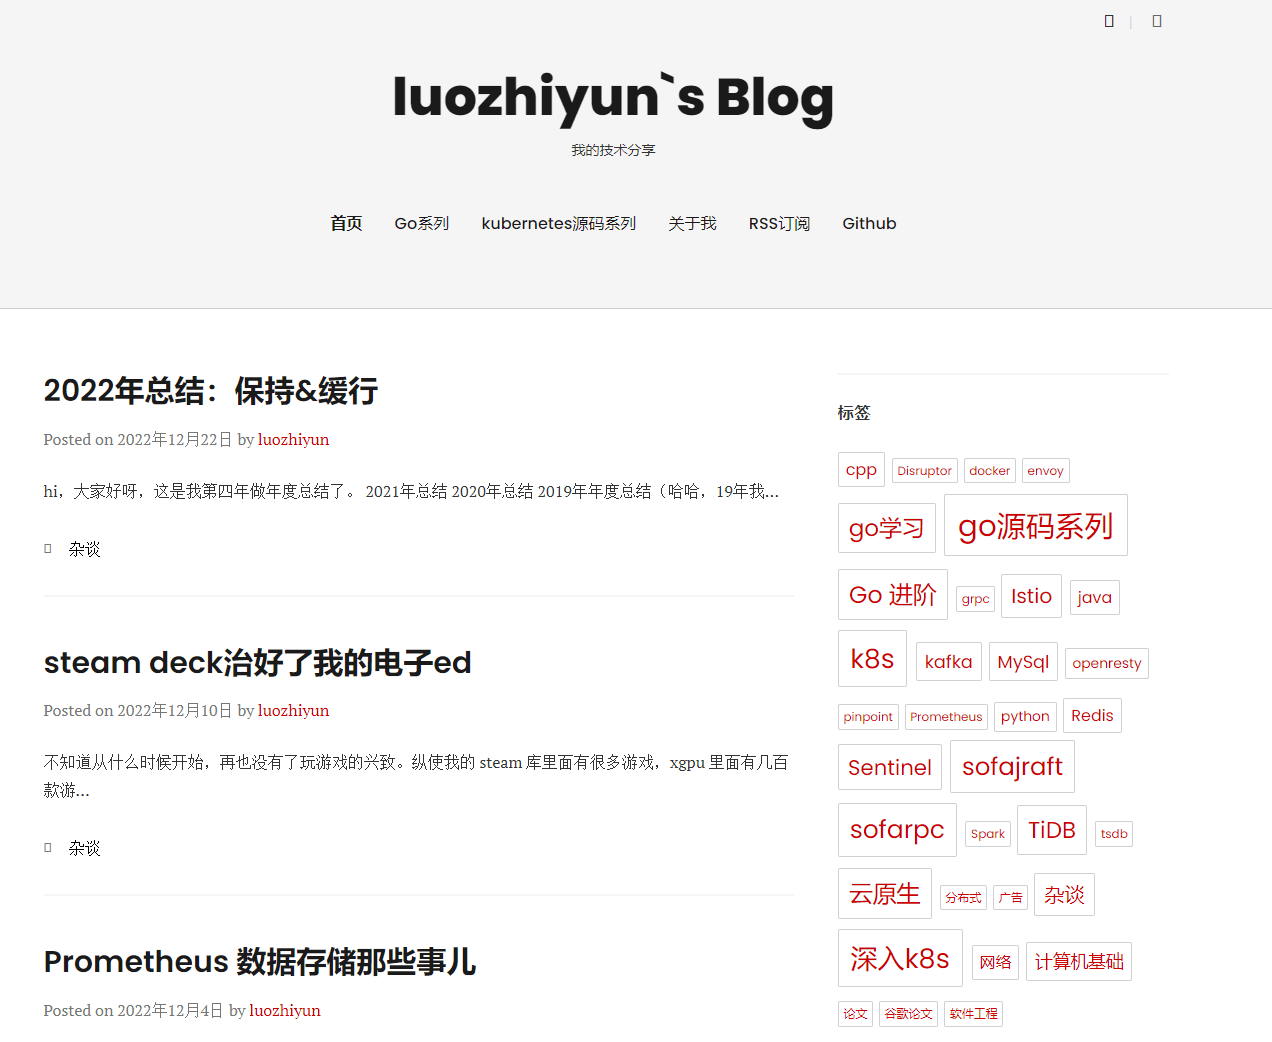 luozhiyun`s Blog
我的技术分享
首页 Go系列 kubernetes源码系列 关于我 RSS订阅 Github
2022年总结：保持&缓行
Posted on 2022年12月22日 by luozhiyun
hi，大家好呀，这是我第四年做年度总结了。 2021年总结 2020年总结 2019年年度总结（哈哈，19年我...
杂谈
steam deck治好了我的电子ed
Posted on 2022年12月10日 by luozhiyun
不知道从什么时候开始，再也没有了玩游戏的兴致。纵使我的 steam 库里面有很多游戏，xgpu 里面有几百
款游...
杂谈
Prometheus 数据存储那些事儿
Posted on 2022年12月4日 by luozhiyun
标签
cpp Disruptor docker envoy
go学习 go源码系列
Go 进阶 grpc Istio java
k8s kafka MySql openresty
pinpoint Prometheus python Redis
Sentinel sofajraft
sofarpc Spark TiDB tsdb
云原生 分布式 广告 杂谈
深入k8s 网络 计算机基础
论文 谷歌论文 软件工程